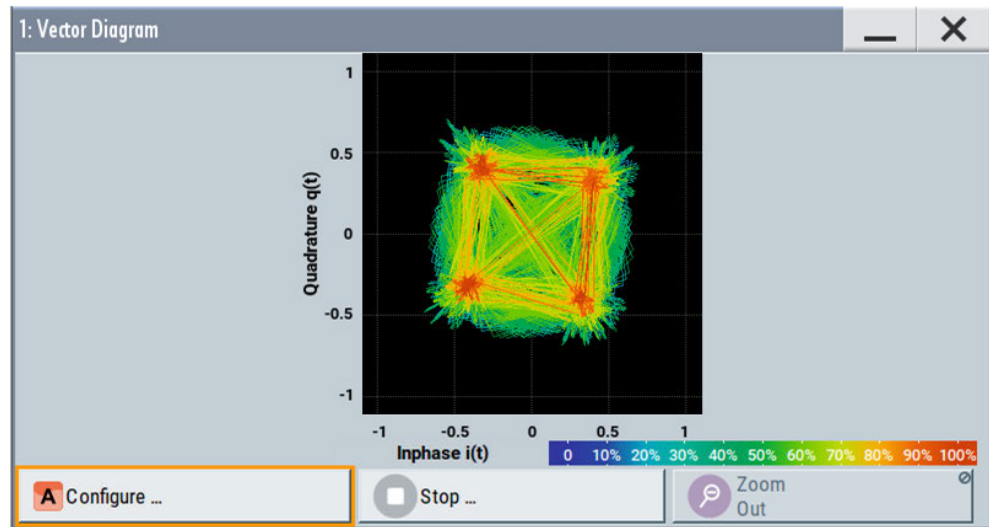 1: Vector Diagram
1
0.5
0
-0.5
-1
Quadrature q(t)
-1 -0.5 0 0.5 1
Inphase i(t)
0 10% 20% 30% 40% 50% 60% 70% 80% 90% 100%
A Configure ...
Stop ...
Zoom
Out